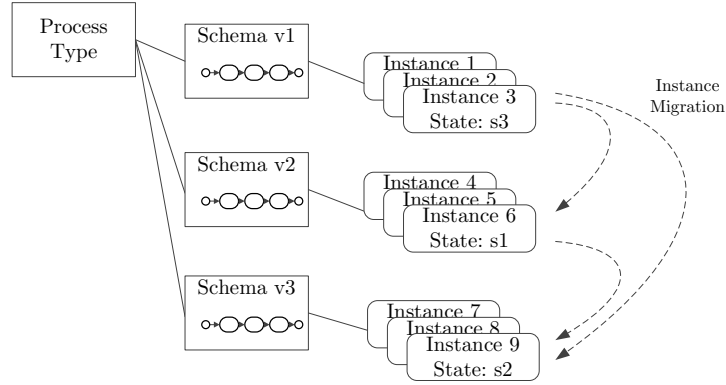 Process
Type
Schema v1
Instance 1
Instance 2
Instance 3
State: s3
Instance
Migration
Schema v2
Instance 4
Instance 5
Instance 6
State: s1
Schema v3
Instance 7
Instance 8
Instance 9
State: s2